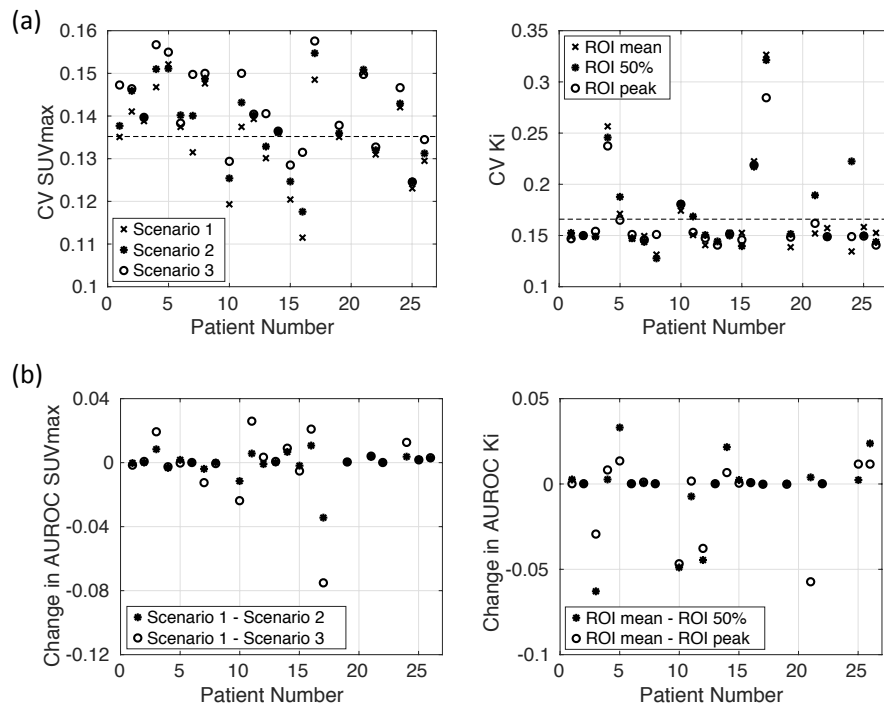 (a)
CV SUVmax
0.16
0.15
0.14
0.13
0.12
0.11
0.1
Scenario 1
Scenario 2
Scenario 3
0 5 10 15 20 25
Patient Number
CV Ki
0.35
0.3
0.25
0.2
0.15
0.1
ROI mean
ROI 50%
ROI peak
0 5 10 15 20 25
Patient Number
(b)
Change in AUROC SUVmax
0.04
0
-0.04
-0.08
-0.12
Scenario 1 - Scenario 2
Scenario 1 - Scenario 3
0 5 10 15 20 25
Patient Number
Change in AUROC Ki
0.05
0
-0.05
-0.1
ROI mean - ROI 50%
ROI mean - ROI peak
0 5 10 15 20 25
Patient Number